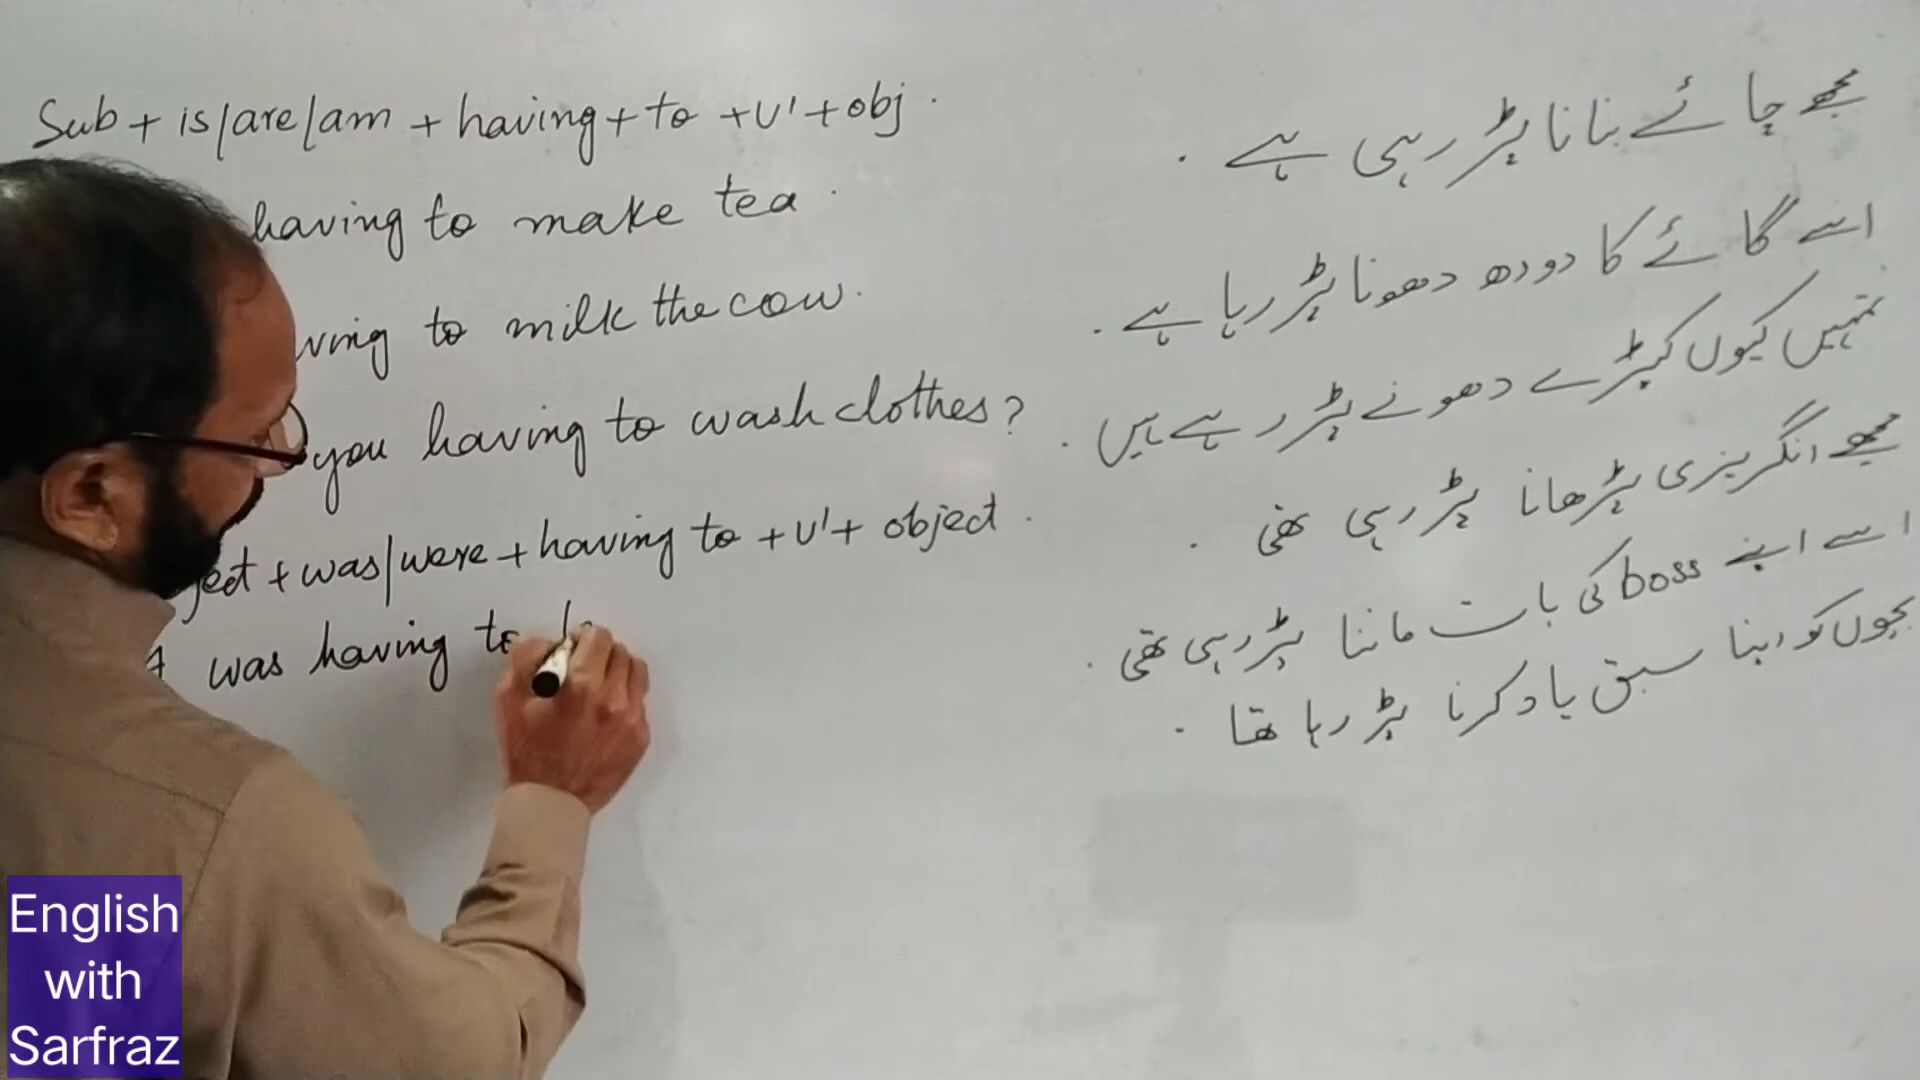 Sub + is/are/am + having + to + v' + obj .
having to make tea .
ving to milk the cow .
you having to wash clothes ?
ject + was/were + having to + v' + object .
I was having to
مجھے چائے بنانا پڑ رہی ہے .
اسے گائے کا دودھ دھونا پڑ رہا ہے .
تمہیں کیوں کپڑے دھونے پڑ رہے ہیں .
مجھے انگریزی پڑھانا پڑ رہی تھی .
اسے اپنے boss کی بات ماننا پڑ رہی تھی .
بچوں کو اپنا سبق یاد کرنا پڑ رہا تھا .
English
with
Sarfraz